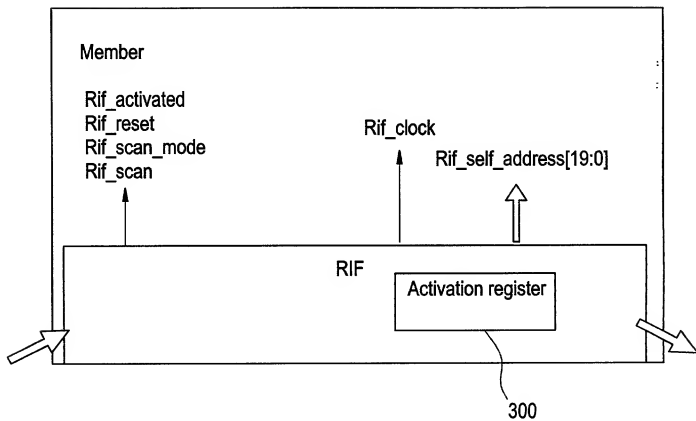 Member
Rif_activated
Rif_reset
Rif_scan_mode
Rif_scan
Rif_clock
Rif_self_address[19:0]
RIF
Activation register
300